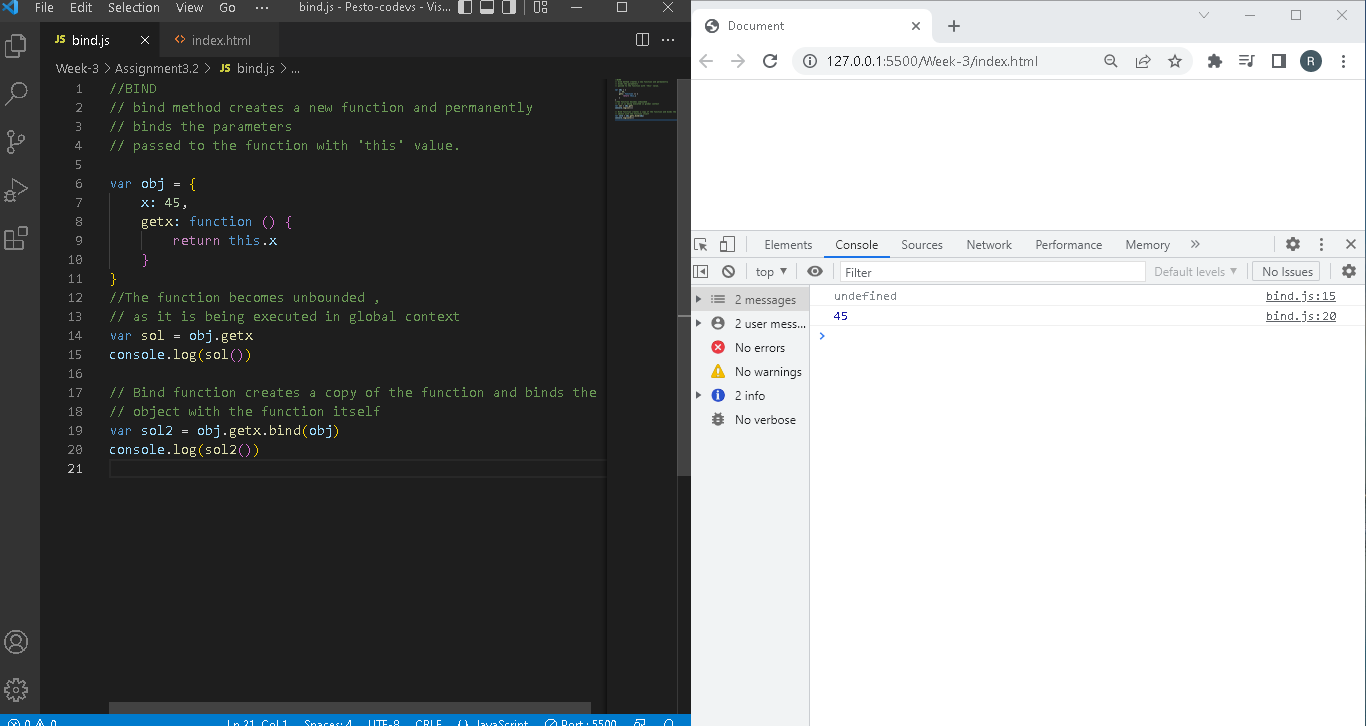 File Edit Selection View Go ··· bind.js - Pesto-codevs - Vis...
JS bind.js
<> index.html
Week-3 > Assignment3.2 > JS bind.js > ...
1 //BIND
2 // bind method creates a new function and permanently
3 // binds the parameters
4 // passed to the function with 'this' value.
5
6 var obj = {
7 x: 45,
8 getx: function () {
9 return this.x
10 }
11 }
12 //The function becomes unbounded ,
13 // as it is being executed in global context
14 var sol = obj.getx
15 console.log(sol())
16
17 // Bind function creates a copy of the function and binds the
18 // object with the function itself
19 var sol2 = obj.getx.bind(obj)
20 console.log(sol2())
21
0 0 Ln 21, Col 1 Spaces: 4 UTF-8 CRLF {} JavaScript Port : 5500
Document
127.0.0.1:5500/Week-3/index.html
R
Elements Console Sources Network Performance Memory »
top Filter Default levels No Issues
2 messages
2 user mess...
No errors
No warnings
2 info
No verbose
undefined bind.js:15
45 bind.js:20